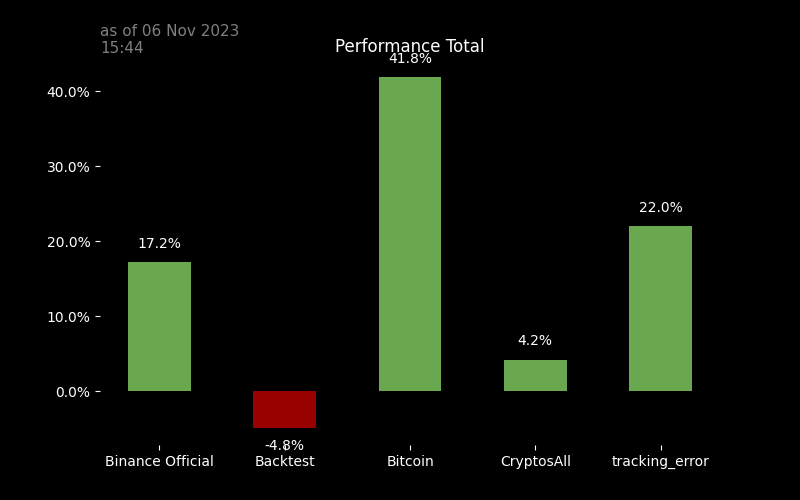 as of 06 Nov 2023
15:44
Performance Total
41.8%
40.0%
30.0%
22.0%
20.0%
17.2%
10.0%
4.2%
0.0%
-4.8%
Binance Official
Backtest
Bitcoin
CryptosAll
tracking_error